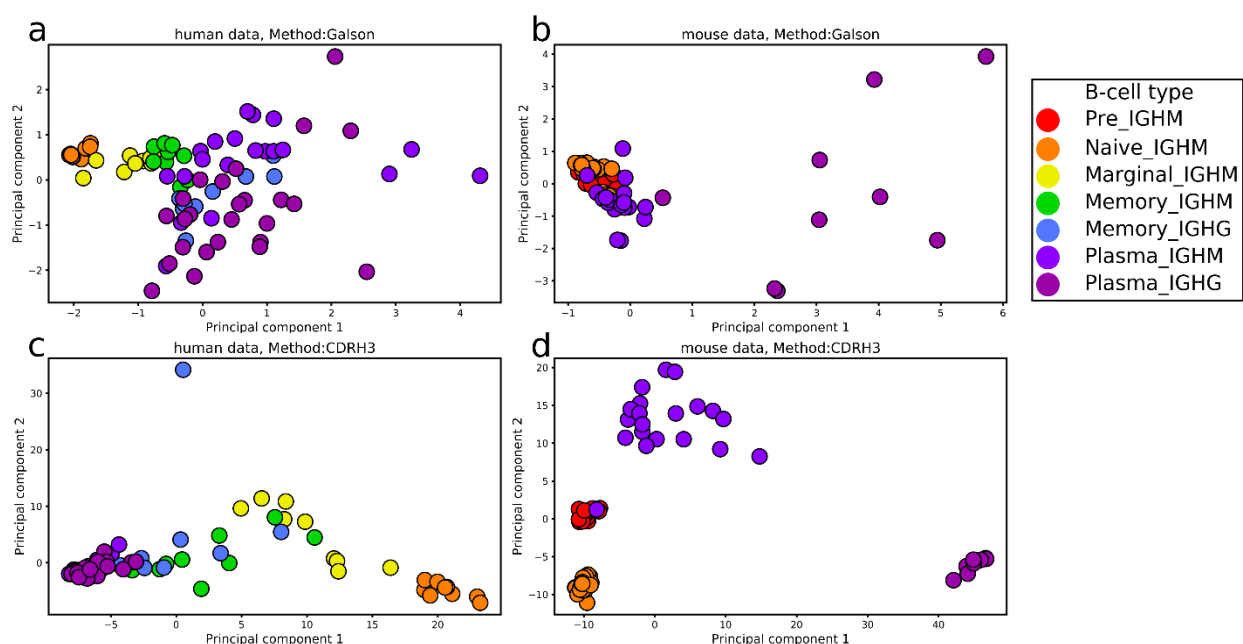 a
human data, Method:Galson
Principal component 2
2
1
0
−1
−2
−2
−1
0
1
2
3
4
Principal component 1
b
mouse data, Method:Galson
Principal component 2
4
3
2
1
0
−1
−2
−3
−1
0
1
2
3
4
5
6
Principal component 1
B-cell type
Pre_IGHM
Naive_IGHM
Marginal_IGHM
Memory_IGHM
Memory_IGHG
Plasma_IGHM
Plasma_IGHG
c
human data, Method:CDRH3
Principal component 2
30
20
10
0
−5
0
5
10
15
20
Principal component 1
d
mouse data, Method:CDRH3
Principal component 2
20
15
10
5
0
−5
−10
−10
0
10
20
30
40
Principal component 1